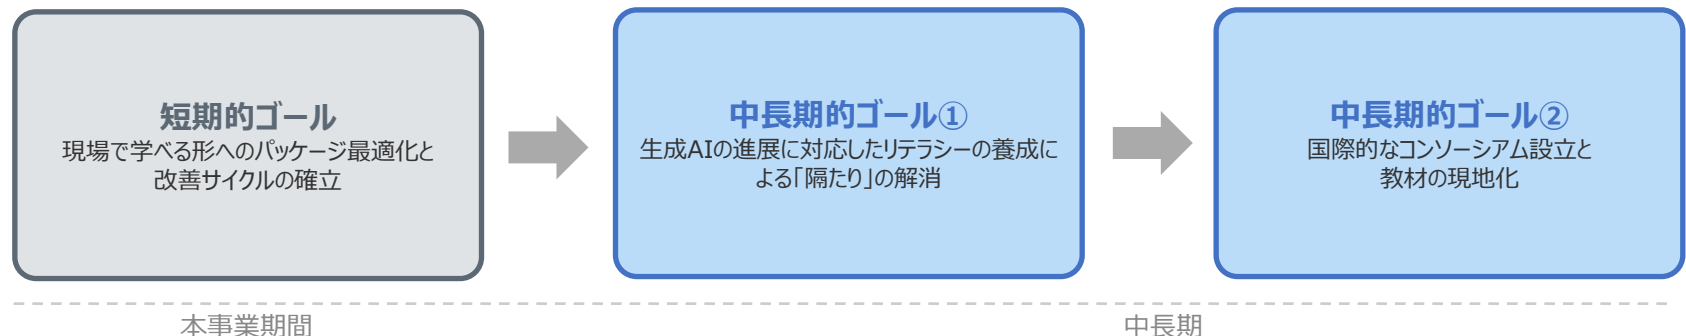 短期的ゴール
現場で学べる形へのパッケージ最適化と
改善サイクルの確立
中長期的ゴール①
生成AIの進展に対応したリテラシーの養成に
よる｢隔たり｣の解消
中長期的ゴール②
国際的なコンソーシアム設立と
教材の現地化
本事業期間
中長期